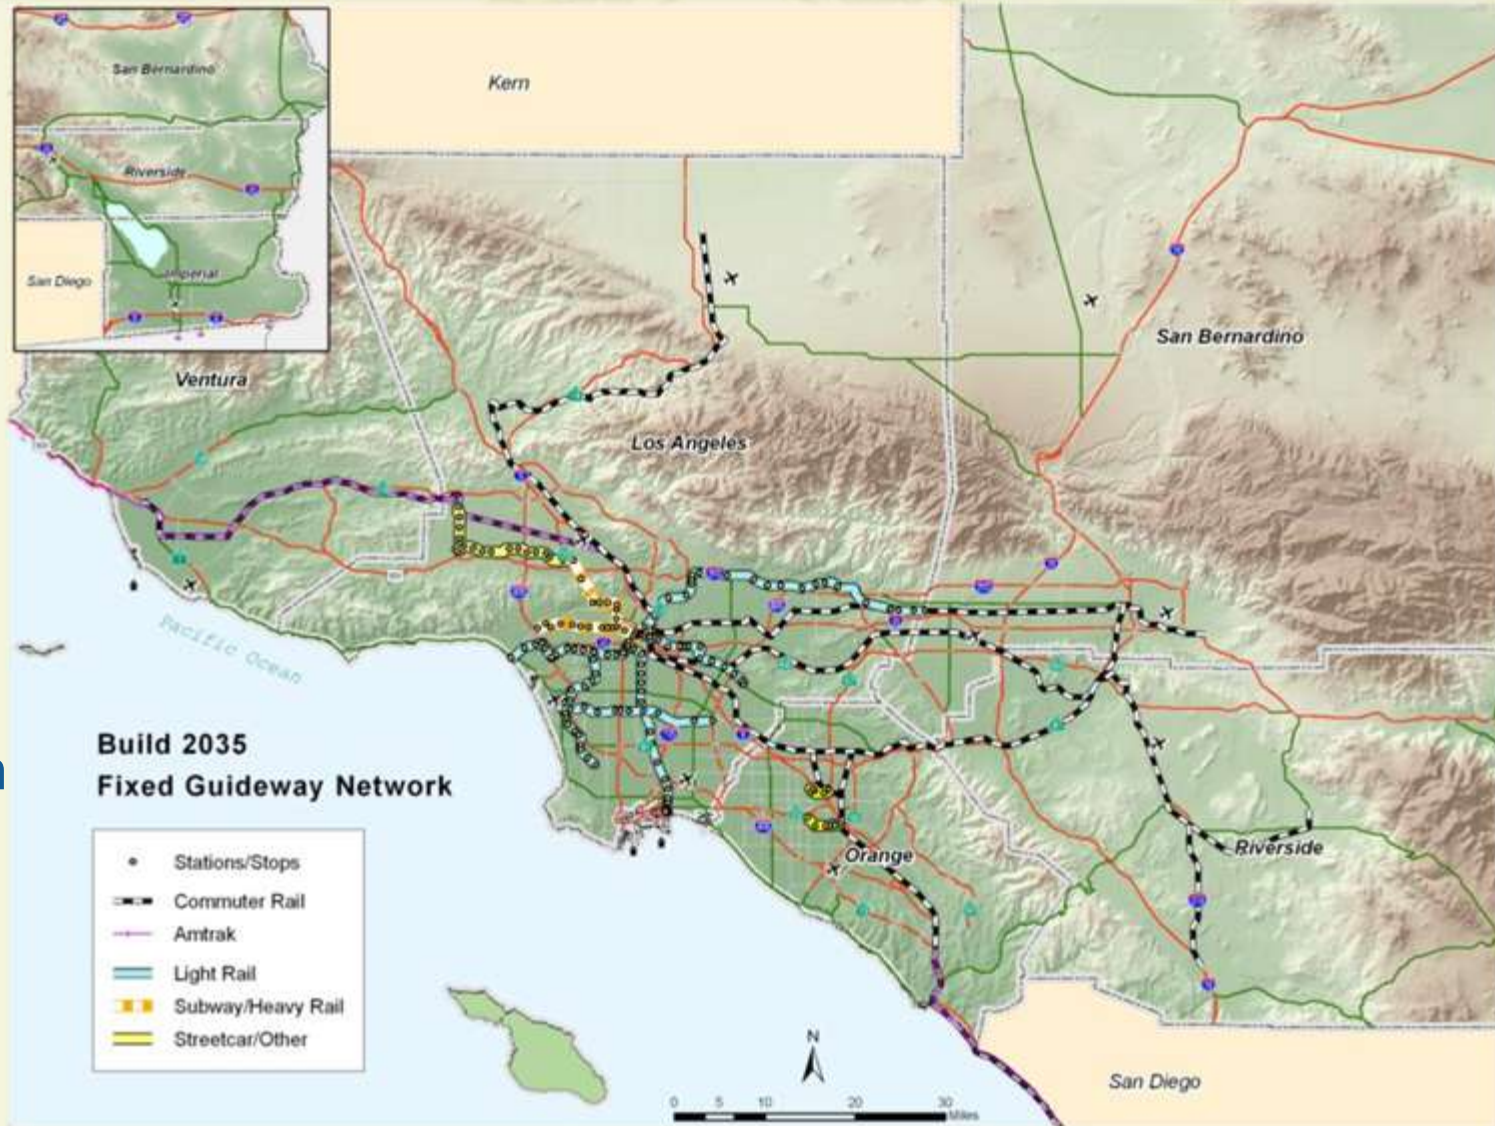 San Bernardino
Riverside
San Diego
Imperial
Kern
Ventura
Los Angeles
San Bernardino
Pacific Ocean
Orange
Riverside
San Diego
Build 2035
Fixed Guideway Network
Stations/Stops
Commuter Rail
Amtrak
Light Rail
Subway/Heavy Rail
Streetcar/Other
N
0 5 10 20 30
Miles